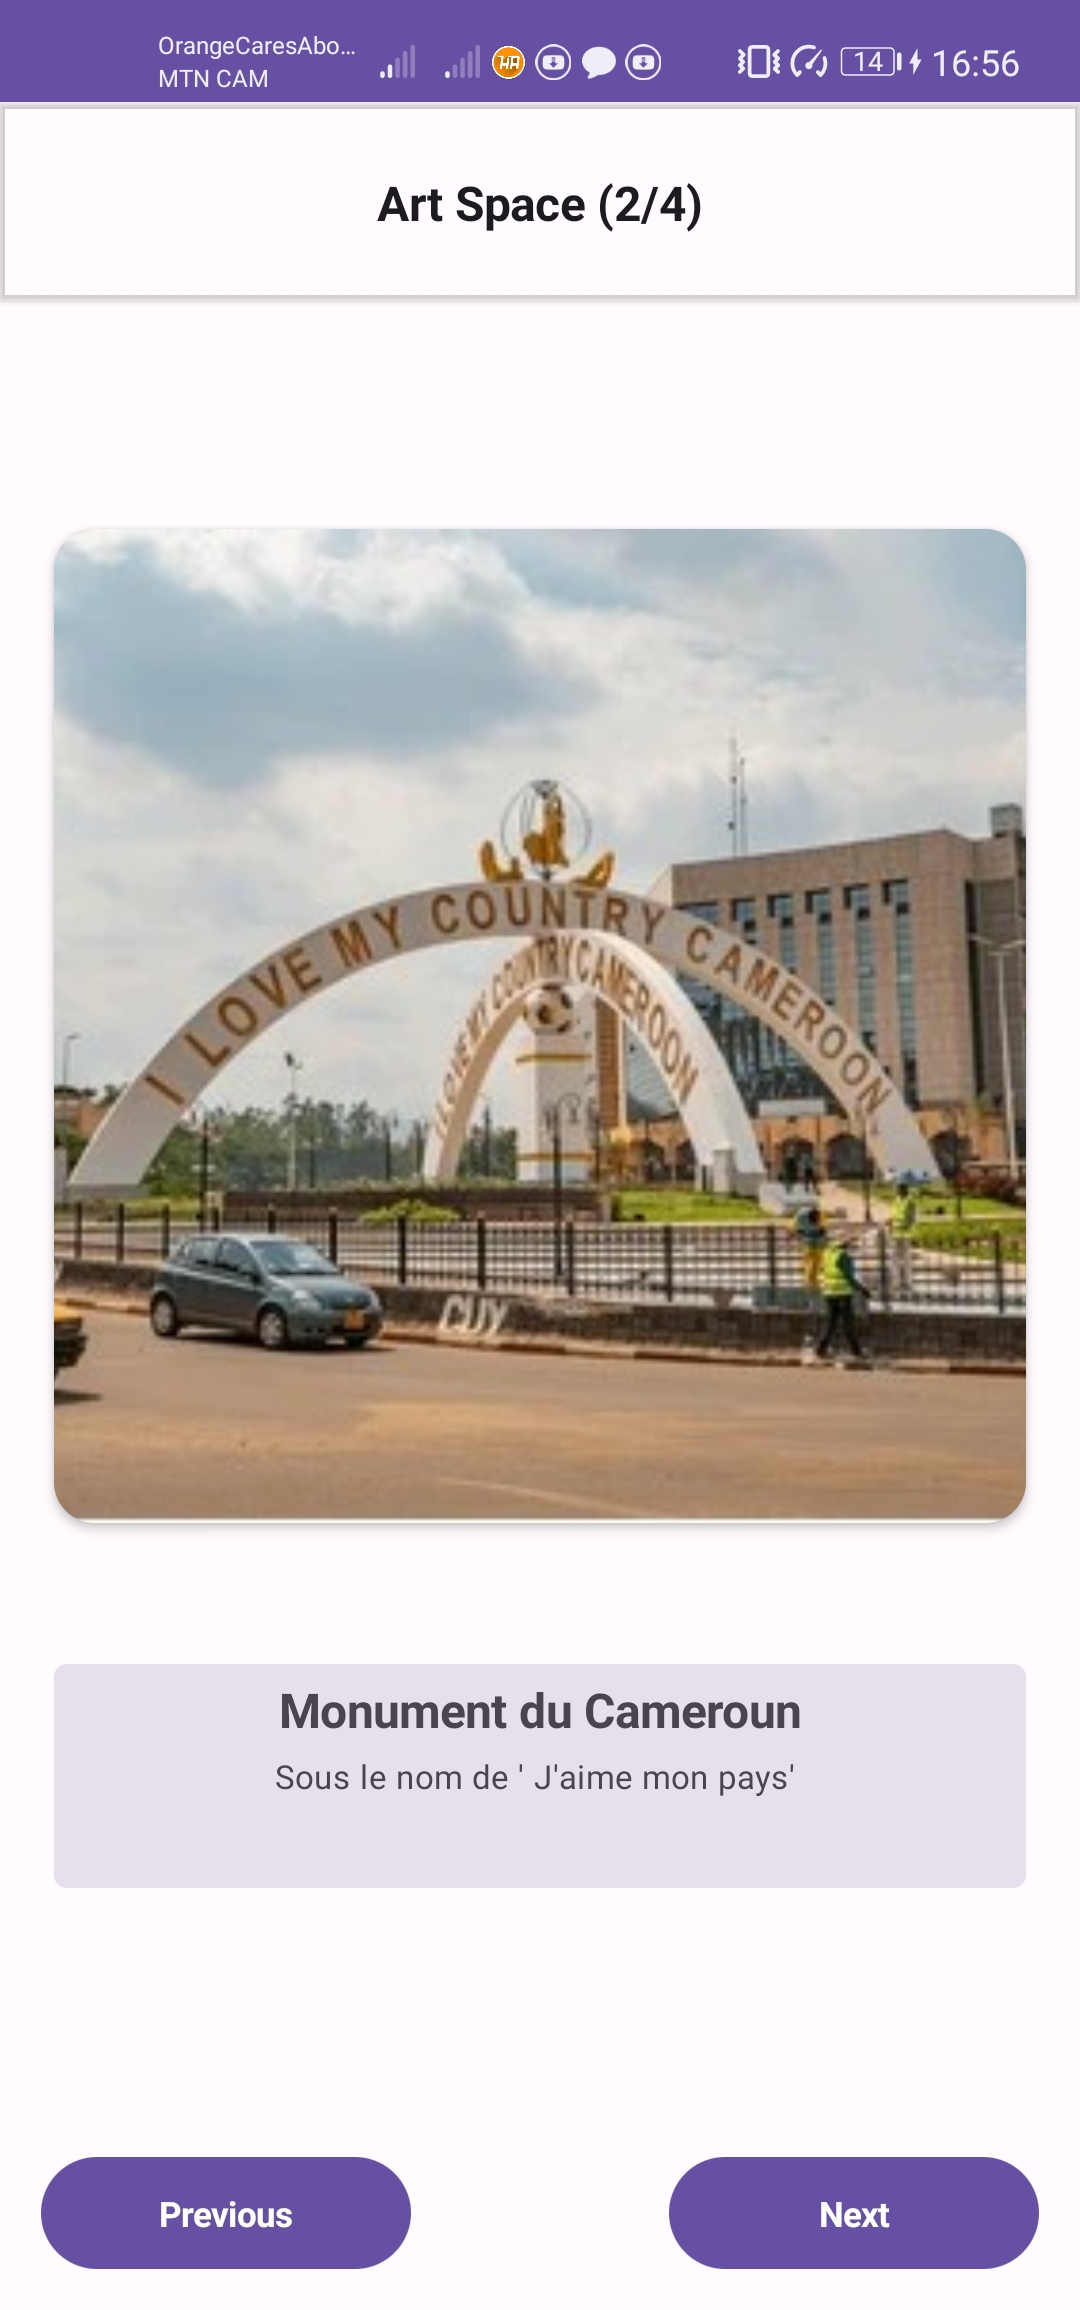 OrangeCaresAbo...
MTN CAM
14
16:56
Art Space (2/4)
I LOVE MY COUNTRY CAMEROON
I LOVE MY COUNTRY CAMEROON
CUY
Monument du Cameroun
Sous le nom de ' J'aime mon pays'
Previous
Next